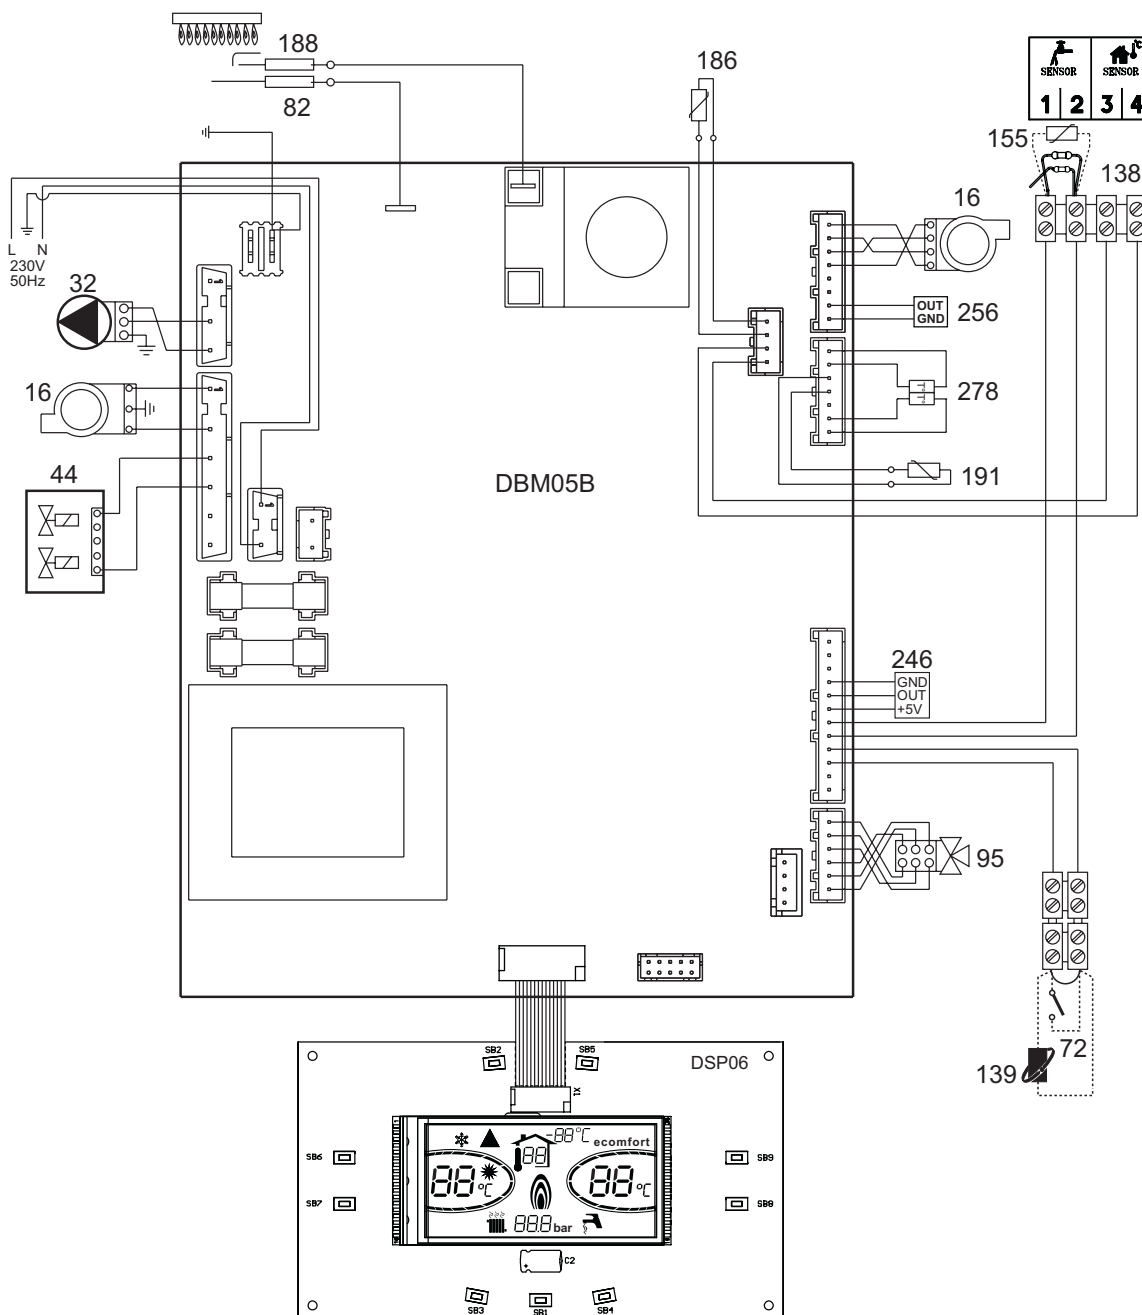 188
82
186
°C
SENSOR SENSOR
1 2 3 4
155
138
16
L N
230V
50Hz
32
OUT
GND
256
16
T°
T°
278
44
DBM05B
191
246
GND
OUT
+5V
95
72
139
SB2
SB5
DSP06
X1
-88°C
ecomfort
88
88 °C
88 °C
88.8 bar
SB6
SB9
SB7
SB8
C2
SB3
SB1
SB4